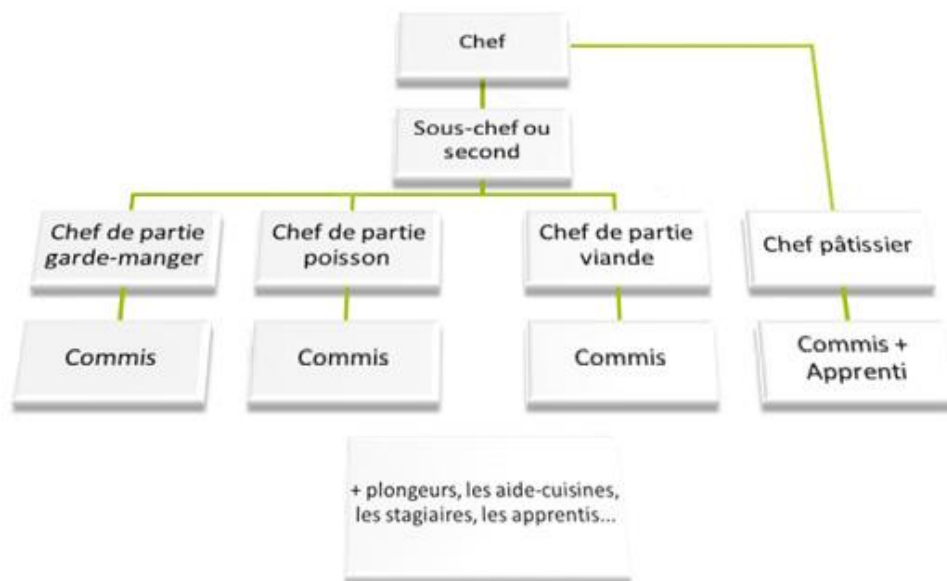 Chef
Sous-chef ou
second
Chef de partie
garde-manger
Chef de partie
poisson
Chef de partie
viande
Chef pâtissier
Commis
Commis
Commis
Commis +
Apprenti
+ plongeurs, les aide-cuisines,
les stagiaires, les apprentis...